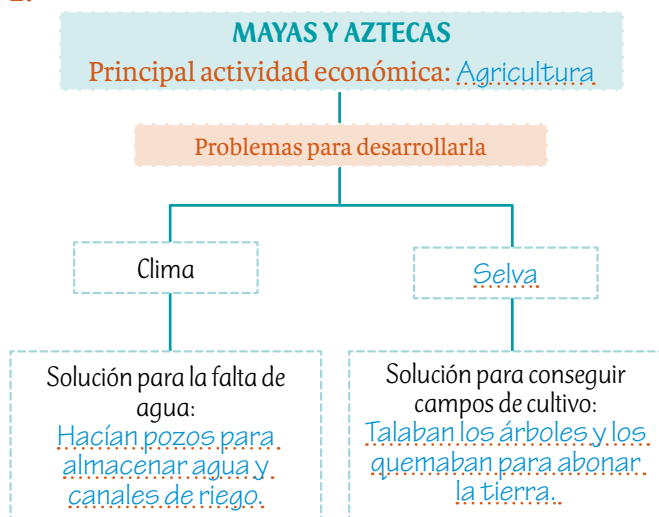 MAYAS Y AZTECAS
Principal actividad económica: Agricultura
Problemas para desarrollarla
Clima
Selva
Solución para la falta de
agua:
Hacían pozos para
almacenar agua y
canales de riego.
Solución para conseguir
campos de cultivo:
Talaban los árboles y los
quemaban para abonar
la tierra.